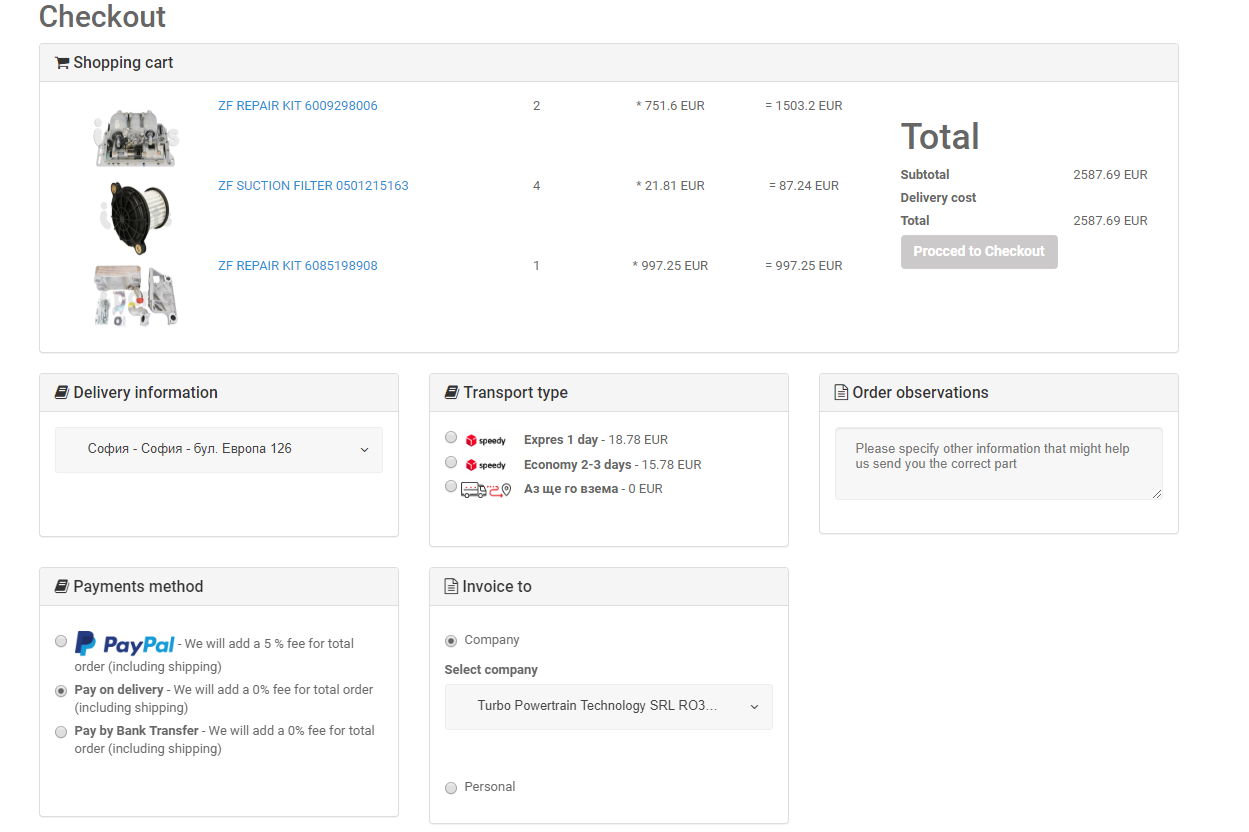 Checkout
Shopping cart
ZF REPAIR KIT 6009298006 2 * 751.6 EUR = 1503.2 EUR
ZF SUCTION FILTER 0501215163 4 * 21.81 EUR = 87.24 EUR
ZF REPAIR KIT 6085198908 1 * 997.25 EUR = 997.25 EUR
Total
Subtotal 2587.69 EUR
Delivery cost
Total 2587.69 EUR
Procced to Checkout
Delivery information
София - София - бул. Европа 126
Transport type
speedy Expres 1 day - 18.78 EUR
speedy Economy 2-3 days - 15.78 EUR
Аз ще го взема - 0 EUR
Order observations
Please specify other information that might help
us send you the correct part
Payments method
PayPal - We will add a 5 % fee for total
order (including shipping)
Pay on delivery - We will add a 0% fee for total order
(including shipping)
Pay by Bank Transfer - We will add a 0% fee for total
order (including shipping)
Invoice to
Company
Select company
Turbo Powertrain Technology SRL RO3...
Personal